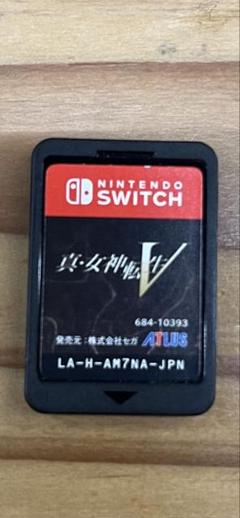 NINTENDO
SWITCH
真・女神転生V
684-10393
発売元:株式会社セガ ATLUS
LA-H-AM7NA-JPN